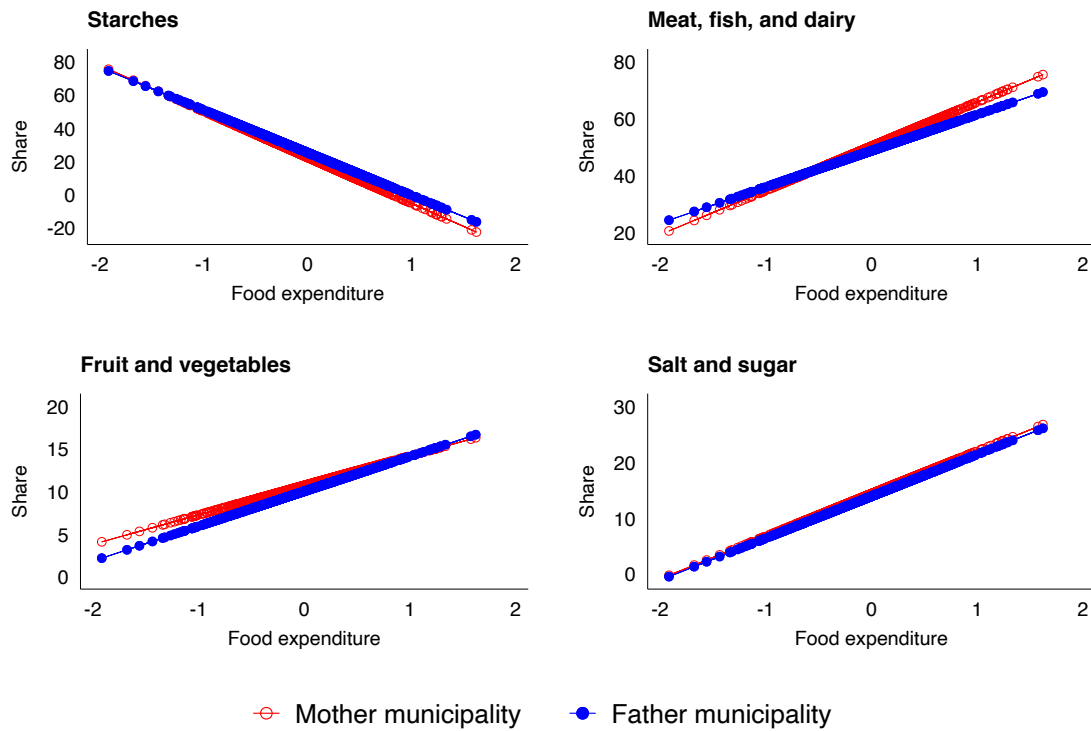 Starches
80
60
40
20
0
-20
Share
-2 -1 0 1 2
Food expenditure
Meat, fish, and dairy
80
60
40
20
Share
-2 -1 0 1 2
Food expenditure
Fruit and vegetables
20
15
10
5
0
Share
-2 -1 0 1 2
Food expenditure
Salt and sugar
30
20
10
0
Share
-2 -1 0 1 2
Food expenditure
Mother municipality Father municipality